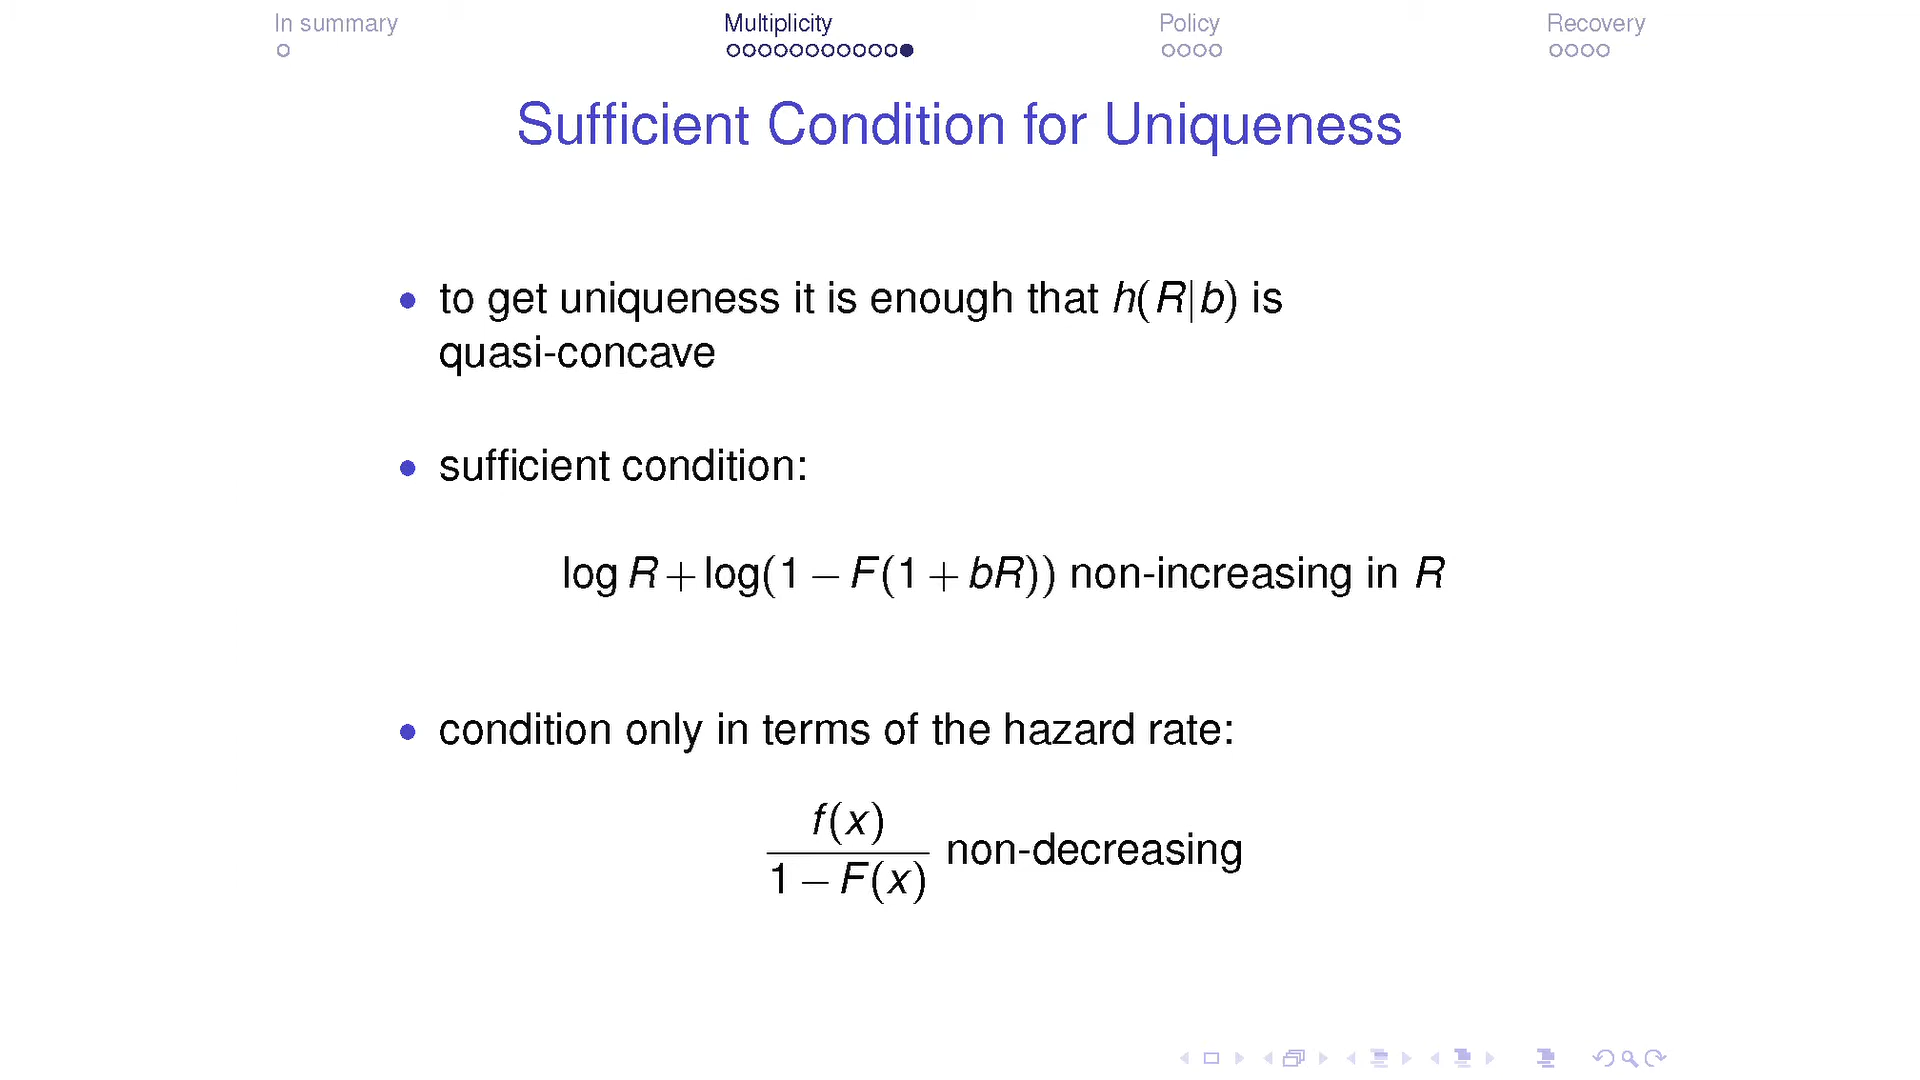 In summary
Multiplicity
Policy
Recovery
Sufficient Condition for Uniqueness
• to get uniqueness it is enough that h(R|b) is
quasi-concave
• sufficient condition:
log R + log(1 − F(1 + bR)) non-increasing in R
• condition only in terms of the hazard rate:
f(x)
1 − F(x)
non-decreasing